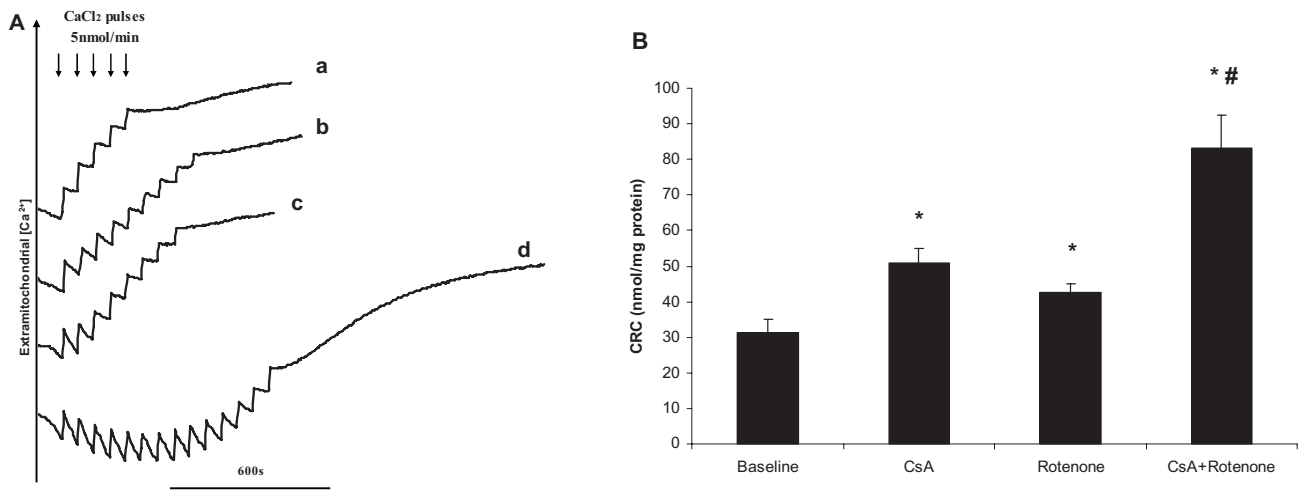 A
CaCl₂ pulses
5nmol/min
a
b
c
d
Extramitochondrial [Ca²⁺]
600s
B
CRC (nmol/mg protein)
100
90
80
70
60
50
40
30
20
10
0
*
*
* #
Baseline
CsA
Rotenone
CsA+Rotenone